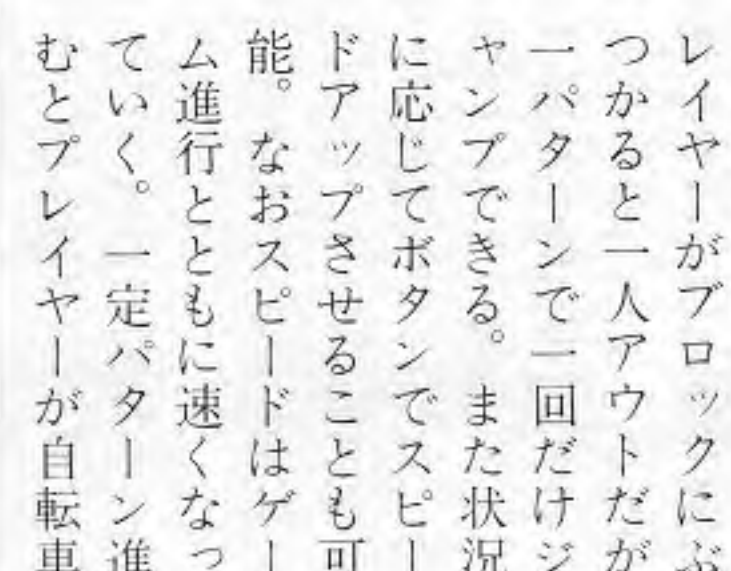 レイヤーがブロックにぶ
つかると一人アウトだが
一パターンで一回だけジ
ャンプできる。また状況
に応じてボタンでスピー
ドアップさせることも可
能。なおスピードはゲー
ム進行とともに速くなっ
ていく。一定パターン進
むとプレイヤーが自転車